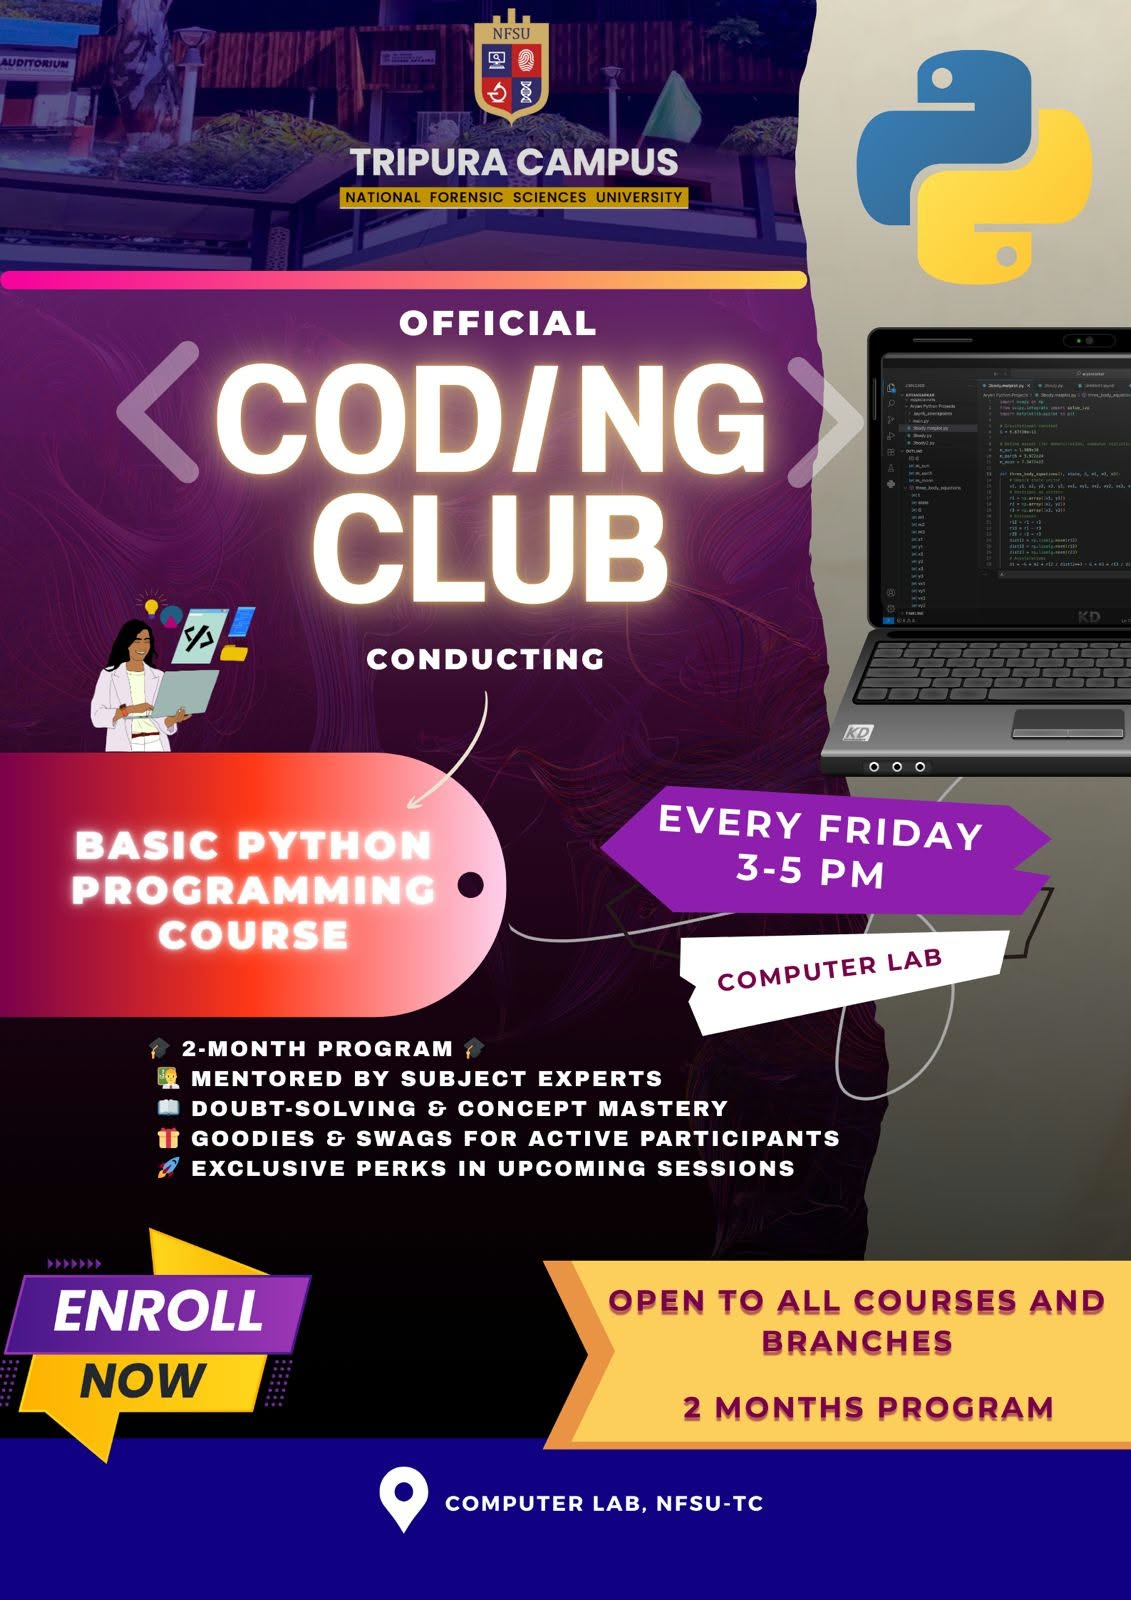 AUDITORIUM
NFSU
TRIPURA CAMPUS
NATIONAL FORENSIC SCIENCES UNIVERSITY
OFFICIAL
CODING
CLUB
CONDUCTING
BASIC PYTHON
PROGRAMMING
COURSE
EVERY FRIDAY
3-5 PM
COMPUTER LAB
KD
KD
🎓 2-MONTH PROGRAM 🎓
🧑‍🏫 MENTORED BY SUBJECT EXPERTS
📖 DOUBT-SOLVING & CONCEPT MASTERY
🎁 GOODIES & SWAGS FOR ACTIVE PARTICIPANTS
🚀 EXCLUSIVE PERKS IN UPCOMING SESSIONS
ENROLL
NOW
OPEN TO ALL COURSES AND
BRANCHES
2 MONTHS PROGRAM
COMPUTER LAB, NFSU-TC